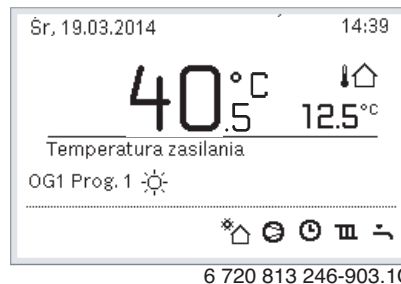 Śr, 19.03.2014 14:39
40.5°C
12.5°C
Temperatura zasilania
OG1 Prog. 1
6 720 813 246-903.1O